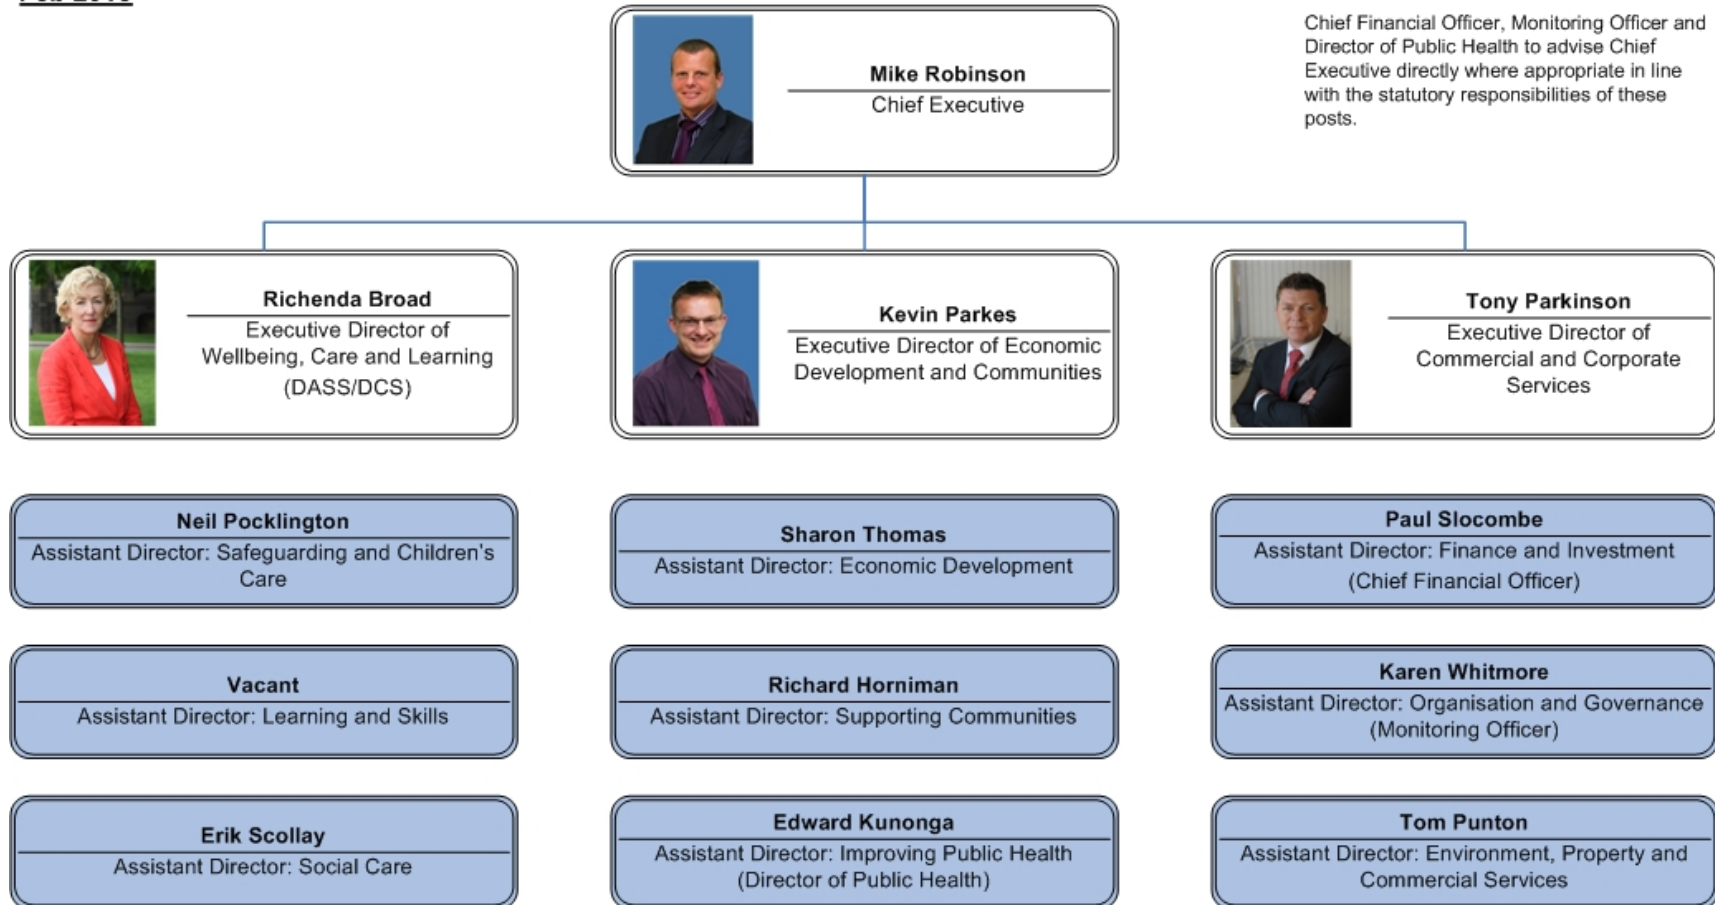 Mike Robinson
Chief Executive
Chief Financial Officer, Monitoring Officer and
Director of Public Health to advise Chief
Executive directly where appropriate in line
with the statutory responsibilities of these
posts.
Richenda Broad
Executive Director of
Wellbeing, Care and Learning
(DASS/DCS)
Kevin Parkes
Executive Director of Economic
Development and Communities
Tony Parkinson
Executive Director of
Commercial and Corporate
Services
Neil Pocklington
Assistant Director: Safeguarding and Children's
Care
Sharon Thomas
Assistant Director: Economic Development
Paul Slocombe
Assistant Director: Finance and Investment
(Chief Financial Officer)
Vacant
Assistant Director: Learning and Skills
Richard Horniman
Assistant Director: Supporting Communities
Karen Whitmore
Assistant Director: Organisation and Governance
(Monitoring Officer)
Erik Scollay
Assistant Director: Social Care
Edward Kunonga
Assistant Director: Improving Public Health
(Director of Public Health)
Tom Punton
Assistant Director: Environment, Property and
Commercial Services